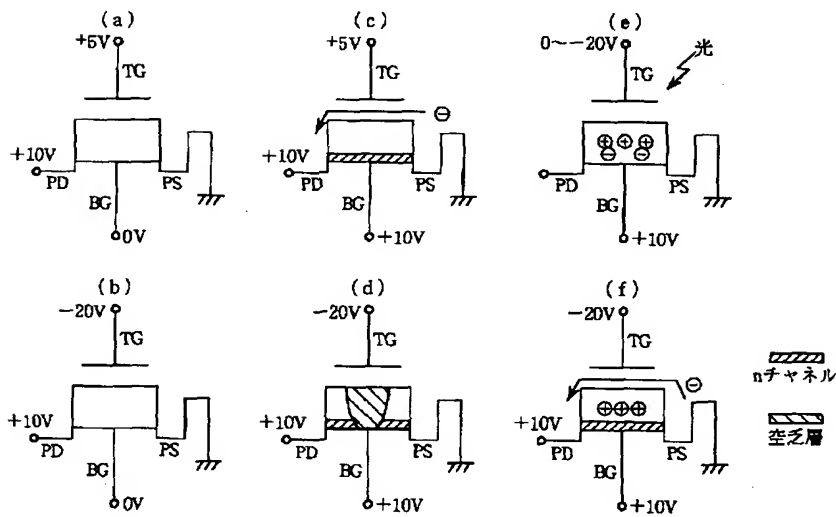 (a)
+5V
TG
+10V
PD
PS
BG
0V
(c)
+5V
TG
⊖
+10V
PD
PS
BG
+10V
(e)
0~−20V
光
TG
⊕ ⊕ ⊕
⊖ ⊖
PD
PS
BG
+10V
(b)
−20V
TG
+10V
PD
PS
BG
0V
(d)
−20V
TG
+10V
PD
PS
BG
+10V
(f)
−20V
TG
⊖
⊕⊕⊕
+10V
PD
PS
BG
+10V
nチャネル
空乏層